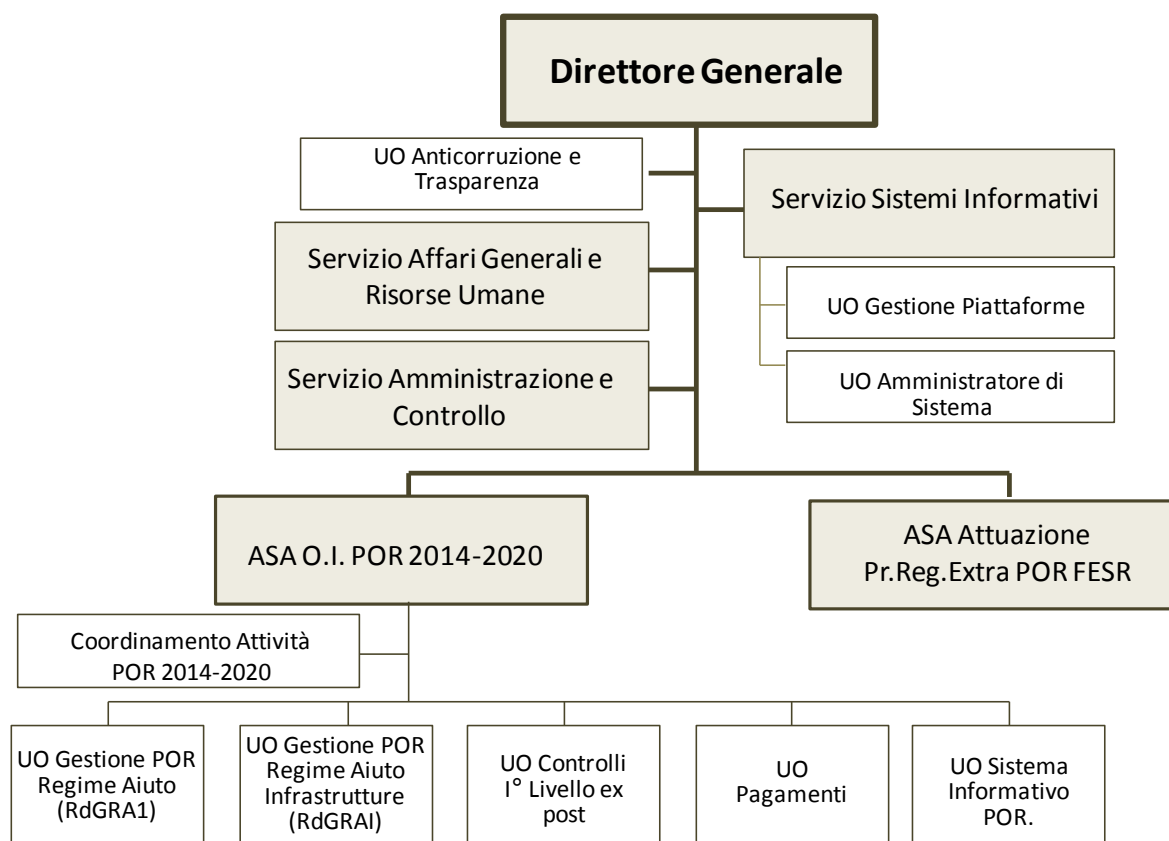 Direttore Generale
UO Anticorruzione e
Trasparenza
Servizio Sistemi Informativi
Servizio Affari Generali e
Risorse Umane
UO Gestione Piattaforme
Servizio Amministrazione e
Controllo
UO Amministratore di
Sistema
ASA O.I. POR 2014-2020
ASA Attuazione
Pr.Reg.Extra POR FESR
Coordinamento Attività
POR 2014-2020
UO Gestione POR
Regime Aiuto
(RdGRA1)
UO Gestione POR
Regime Aiuto
Infrastrutture
(RdGRAI)
UO Controlli
I° Livello ex
post
UO
Pagamenti
UO Sistema
Informativo
POR.